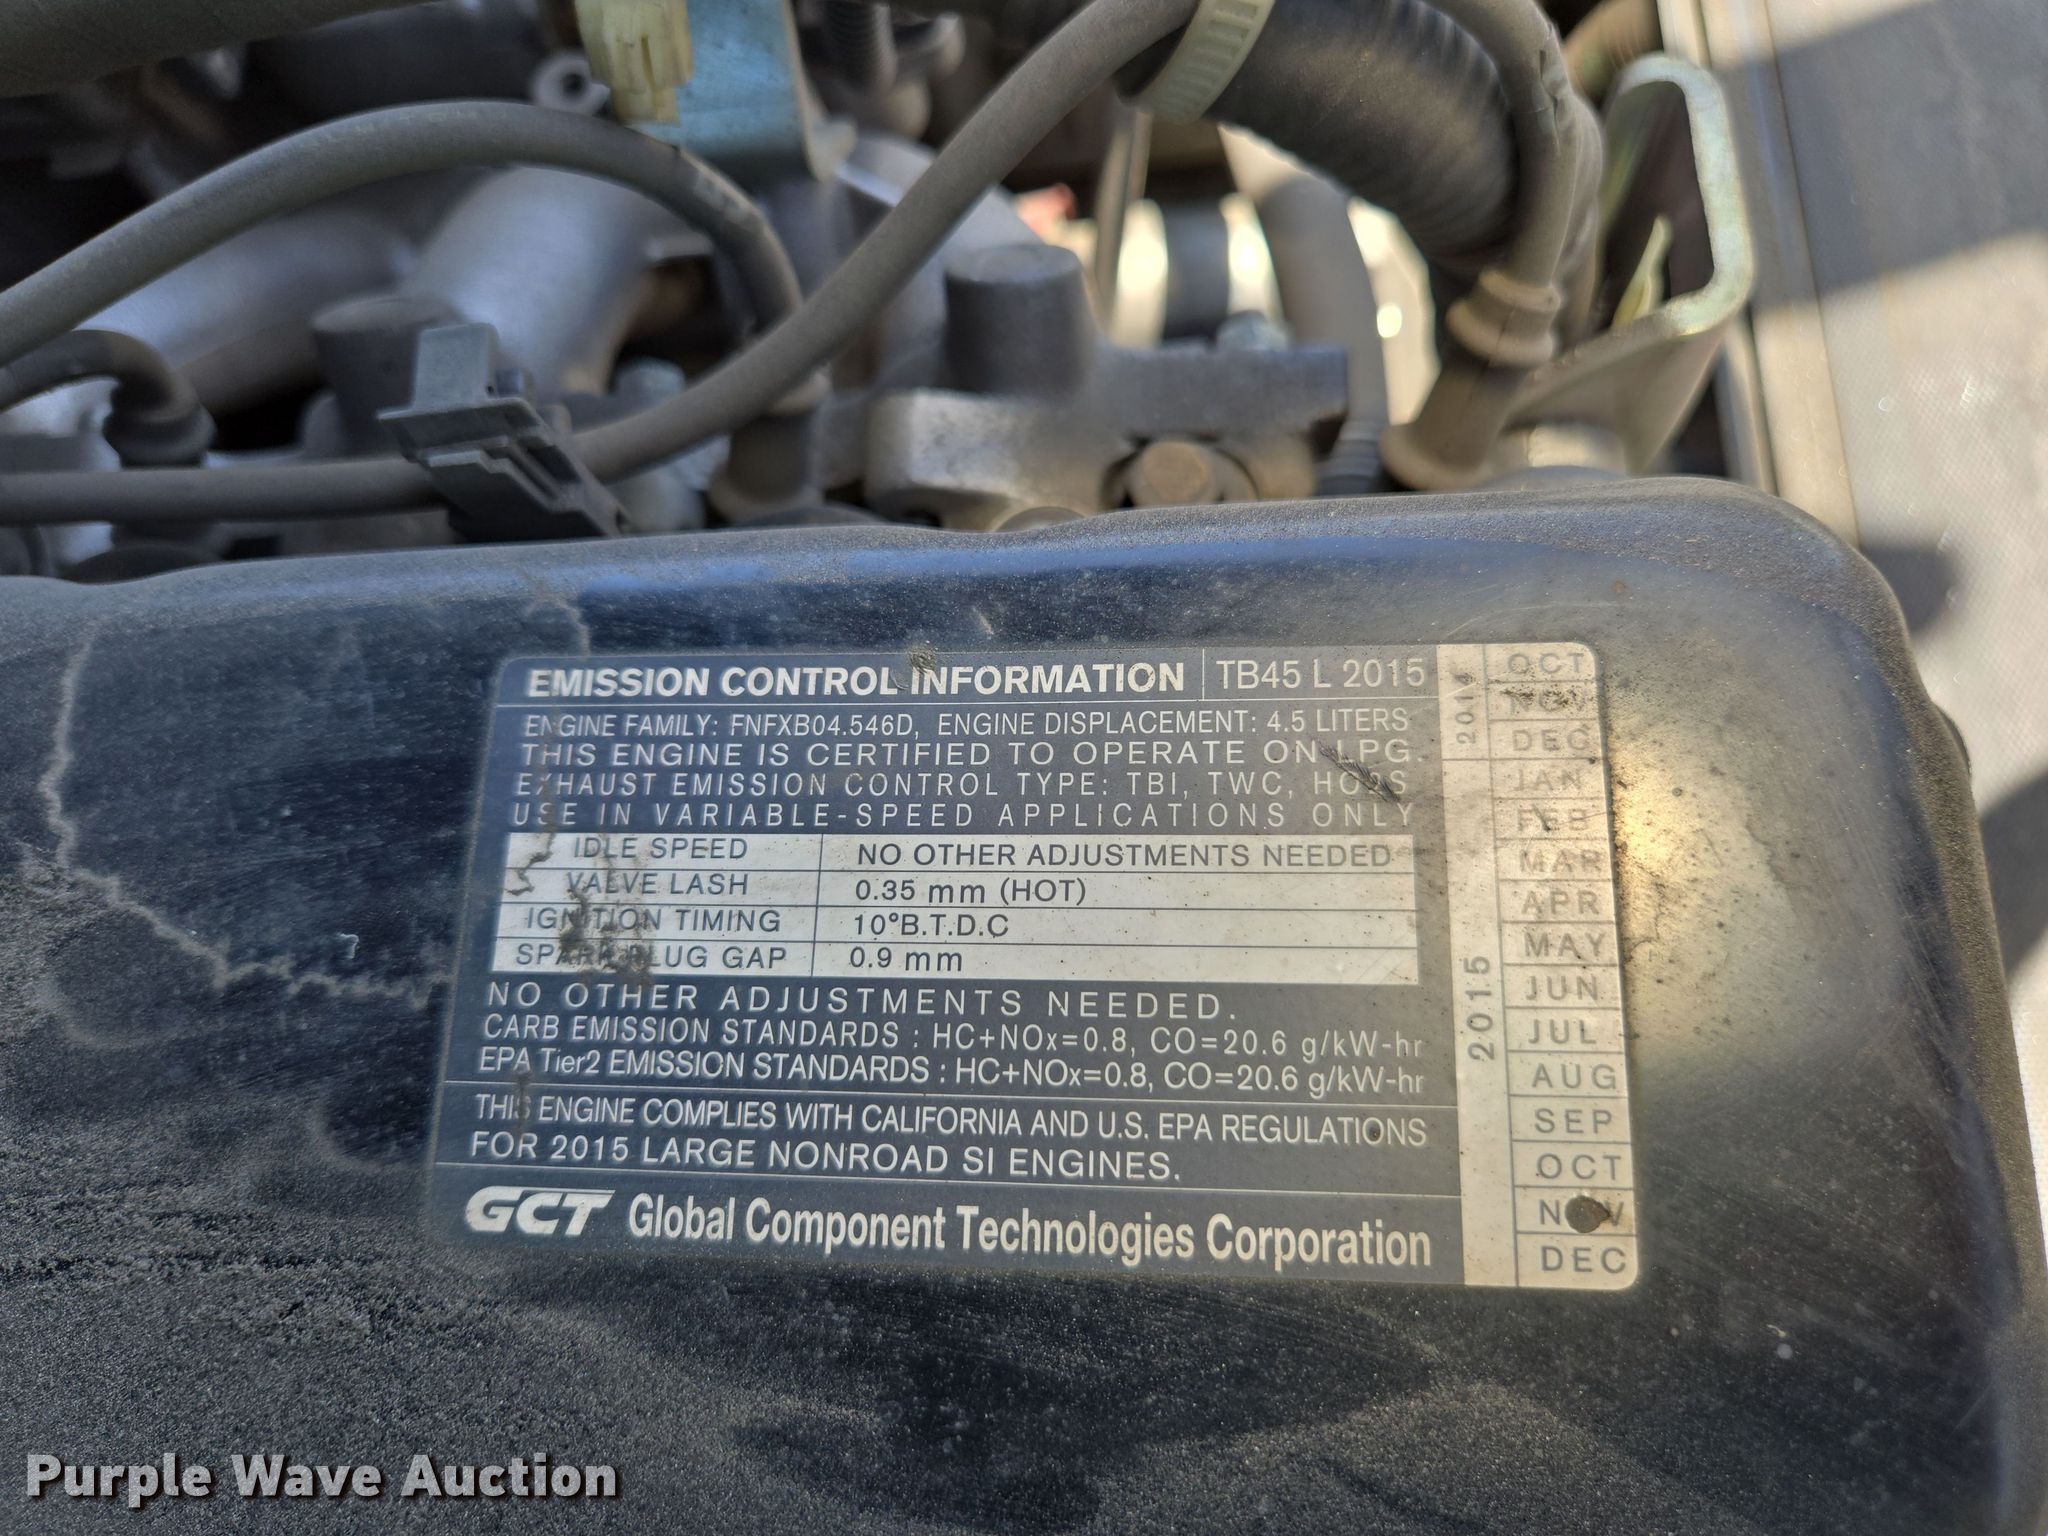 EMISSION CONTROL INFORMATION TB45 L 2015
ENGINE FAMILY: FNFXB04.546D, ENGINE DISPLACEMENT: 4.5 LITERS
THIS ENGINE IS CERTIFIED TO OPERATE ON LPG.
EXHAUST EMISSION CONTROL TYPE: TBI, TWC, HO2S
USE IN VARIABLE-SPEED APPLICATIONS ONLY
IDLE SPEED NO OTHER ADJUSTMENTS NEEDED
VALVE LASH 0.35 mm (HOT)
IGNITION TIMING 10°B.T.D.C
SPARK PLUG GAP 0.9 mm
NO OTHER ADJUSTMENTS NEEDED.
CARB EMISSION STANDARDS : HC+NOx=0.8, CO=20.6 g/kW-hr
EPA Tier2 EMISSION STANDARDS : HC+NOx=0.8, CO=20.6 g/kW-hr
THIS ENGINE COMPLIES WITH CALIFORNIA AND U.S. EPA REGULATIONS
FOR 2015 LARGE NONROAD SI ENGINES.
GCT Global Component Technologies Corporation
2014
OCT
NOV
DEC
2015
JAN
FEB
MAR
APR
MAY
JUN
JUL
AUG
SEP
OCT
NOV
DEC
Purple Wave Auction